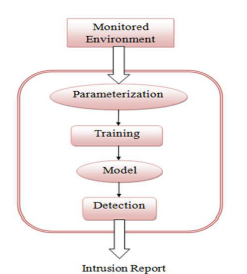 Monitored
Environment
Parameterization
Training
Model
Detection
Intrusion Report